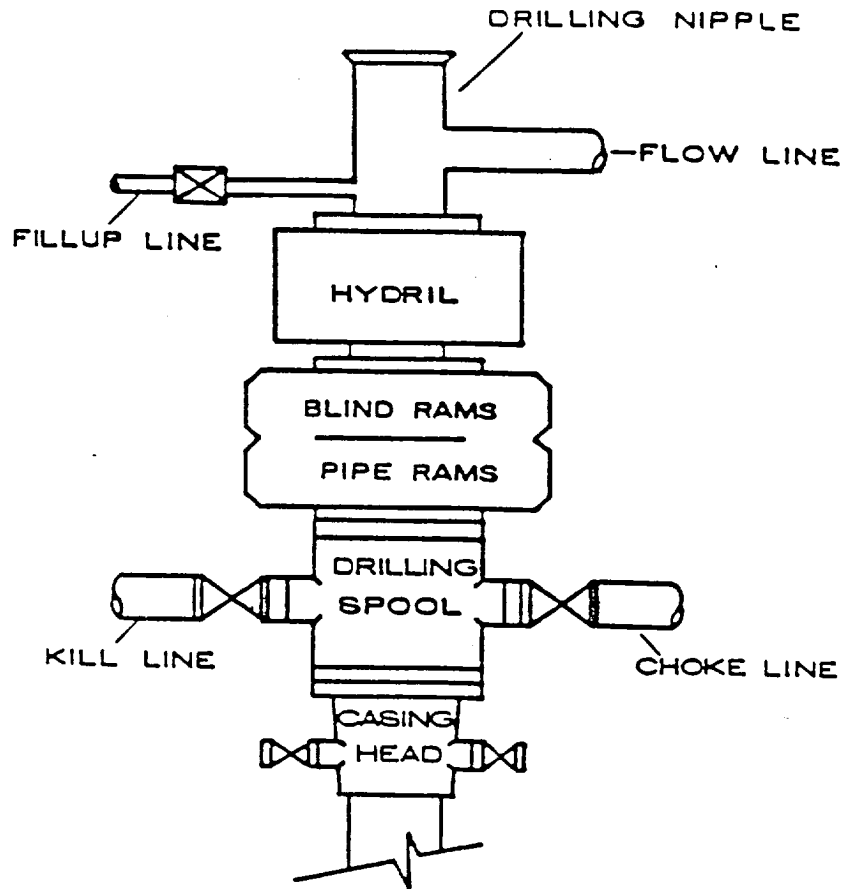 DRILLING NIPPLE
FLOW LINE
FILLUP LINE
HYDRIL
BLIND RAMS
PIPE RAMS
DRILLING
SPOOL
KILL LINE
CHOKE LINE
CASING
HEAD